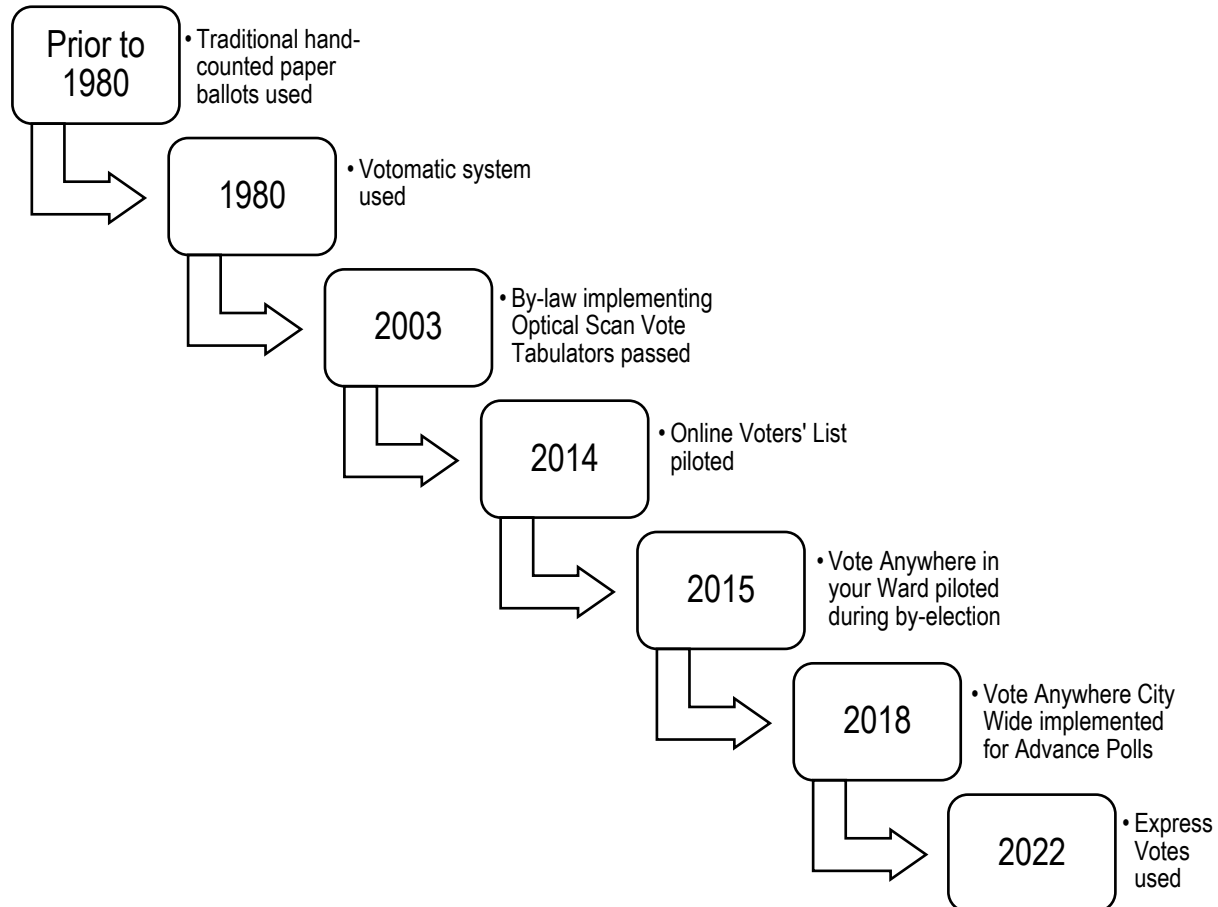 Prior to
1980
• Traditional hand-
counted paper
ballots used
1980
• Votomatic system
used
2003
• By-law implementing
Optical Scan Vote
Tabulators passed
2014
• Online Voters' List
piloted
2015
• Vote Anywhere in
your Ward piloted
during by-election
2018
• Vote Anywhere City
Wide implemented
for Advance Polls
2022
• Express
Votes
used